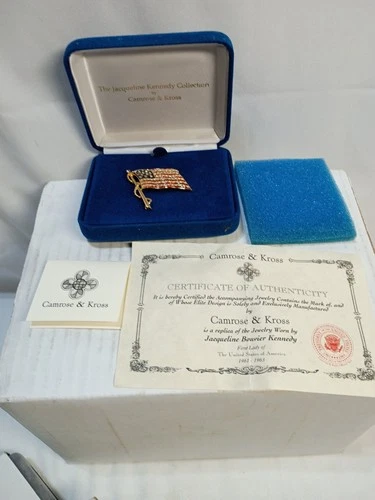 The Jacqueline Kennedy Collection
by
Camrose & Kross
Camrose & Kross
Camrose & Kross
CERTIFICATE OF AUTHENTICITY
It is hereby Certified the Accompanying Jewelry Contains the Mark of, and
of Whose Elite Design is Solely and Exclusively Manufactured
by
Camrose & Kross
is a replica of the Jewelry Worn by
Jacqueline Bouvier Kennedy
First Lady of
The United States of America
1961 - 1963